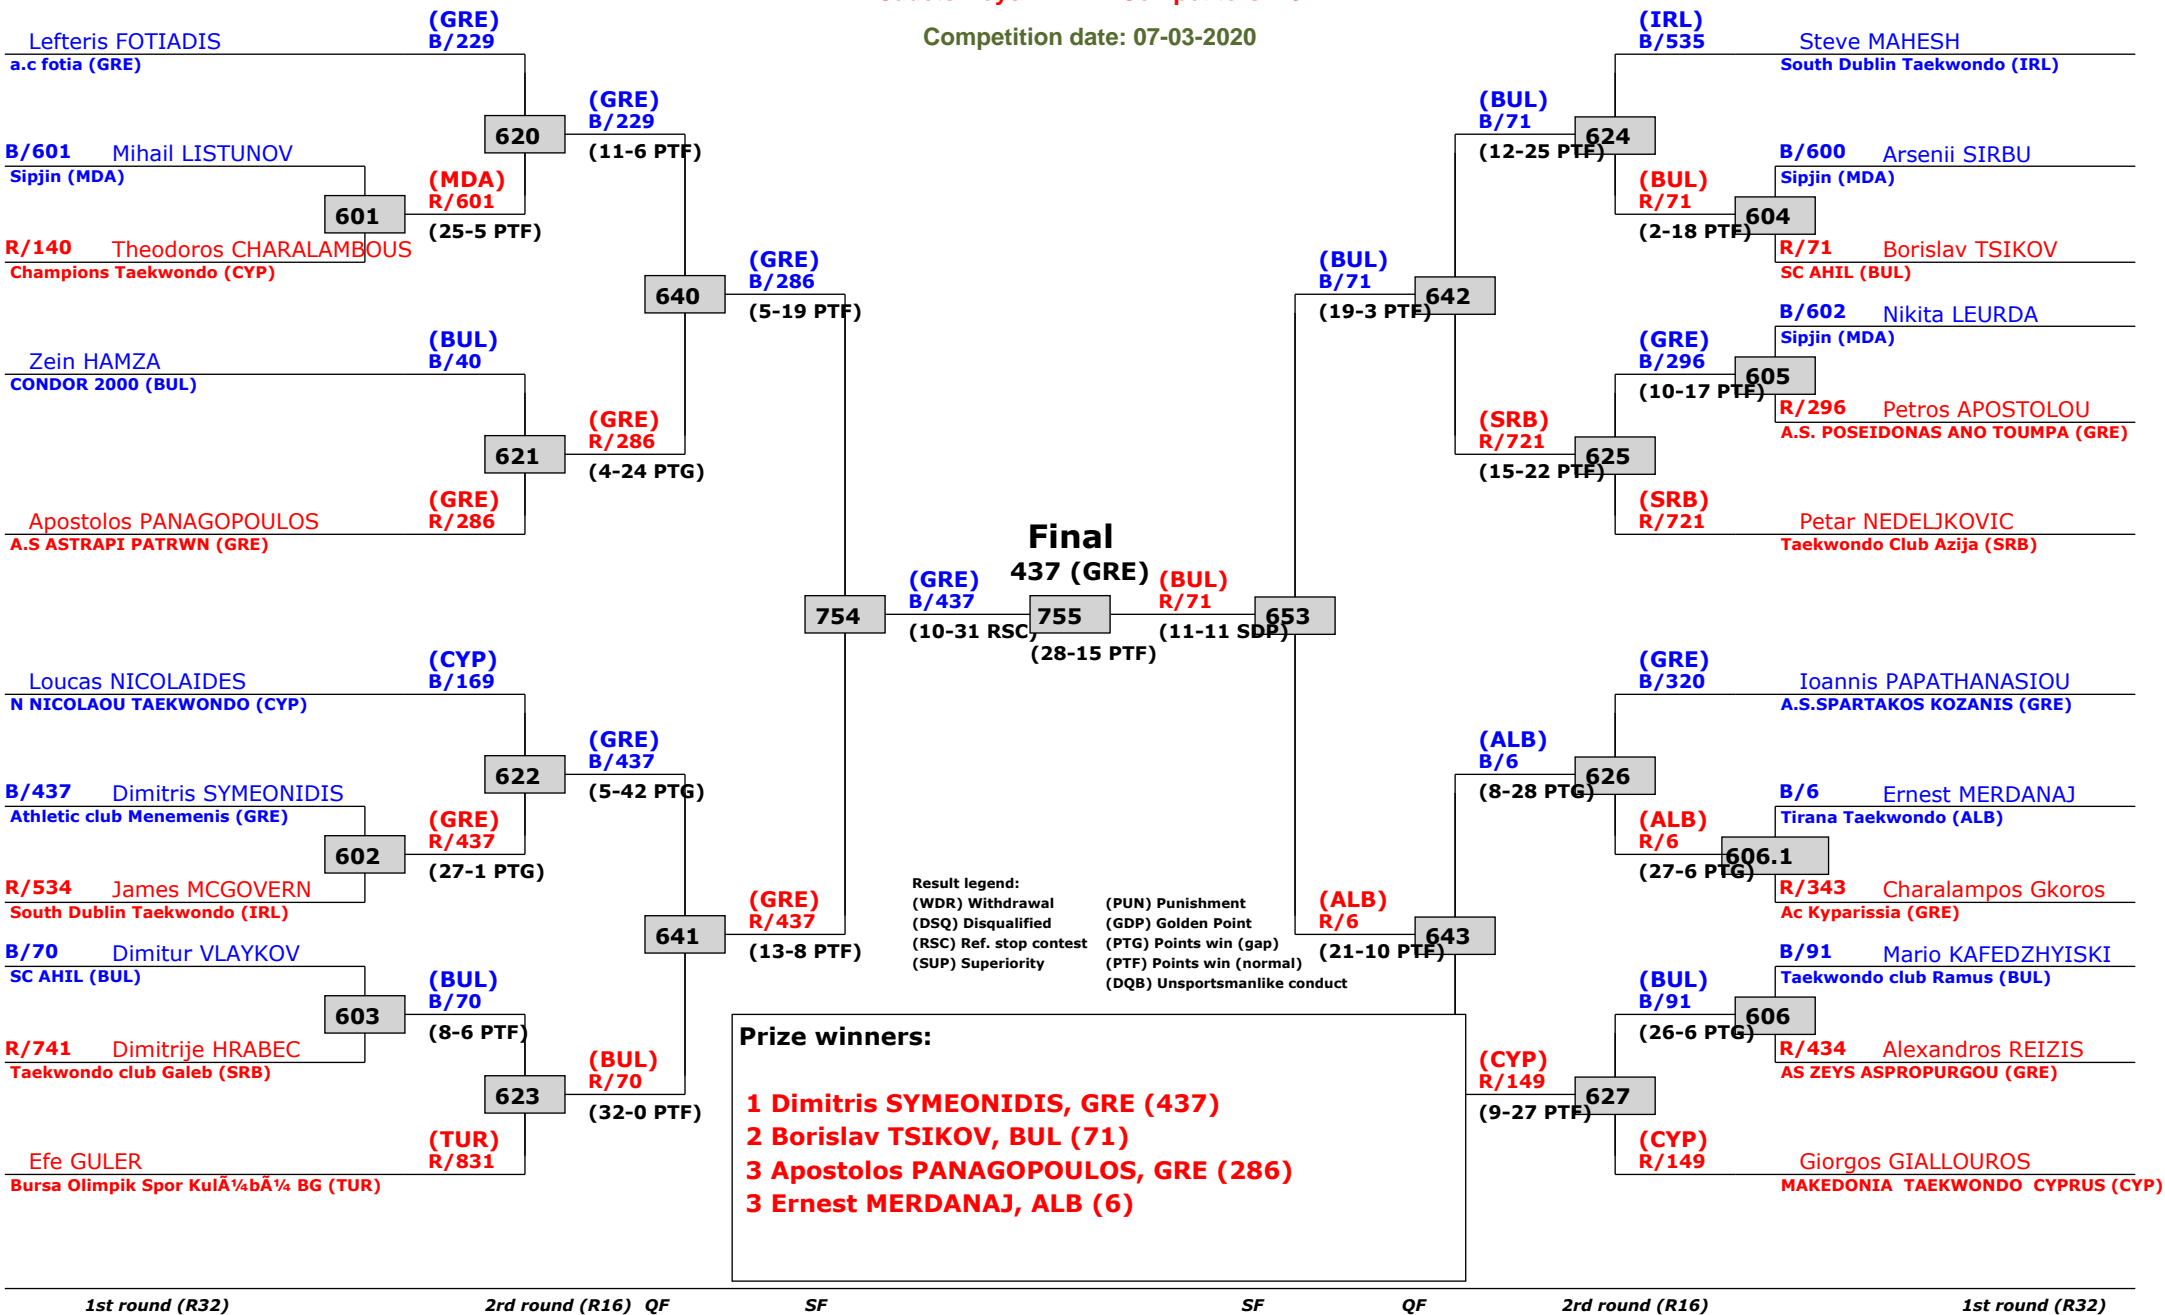 Competition date: 07-03-2020
(GRE)
B/229
Lefteris FOTIADIS
a.c fotia (GRE)
B/601 Mihail LISTUNOV
Sipjin (MDA)
601
R/140 Theodoros CHARALAMBOUS
Champions Taekwondo (CYP)
(MDA)
R/601
(25-5 PTF)
620
(GRE)
B/229
(11-6 PTF)
Zein HAMZA
CONDOR 2000 (BUL)
(BUL)
B/40
621
(GRE)
R/286
(4-24 PTG)
Apostolos PANAGOPOULOS
A.S ASTRAPI PATRWN (GRE)
(GRE)
R/286
640
(GRE)
B/286
(5-19 PTF)
Loucas NICOLAIDES
N NICOLAOU TAEKWONDO (CYP)
(CYP)
B/169
B/437 Dimitris SYMEONIDIS
Athletic club Menemenis (GRE)
602
R/534 James MCGOVERN
South Dublin Taekwondo (IRL)
(GRE)
R/437
(27-1 PTG)
622
(GRE)
B/437
(5-42 PTG)
B/70 Dimitur VLAYKOV
SC AHIL (BUL)
603
R/741 Dimitrije HRABEC
Taekwondo club Galeb (SRB)
(BUL)
B/70
(8-6 PTF)
623
(BUL)
R/70
(32-0 PTF)
Efe GULER
Bursa Olimpik Spor KulÃ¼bÃ¼ BG (TUR)
(TUR)
R/831
641
(GRE)
R/437
(13-8 PTF)
754
(GRE)
B/437
(10-31 RSC)
Final
437 (GRE)
755
(28-15 PTF)
(BUL)
R/71
(11-11 SDP)
653
(BUL)
B/71
(19-3 PTF)
642
(BUL)
B/71
(12-25 PTF)
624
(IRL)
B/535
Steve MAHESH
South Dublin Taekwondo (IRL)
(BUL)
R/71
(2-18 PTF)
604
B/600 Arsenii SIRBU
Sipjin (MDA)
R/71 Borislav TSIKOV
SC AHIL (BUL)
(SRB)
R/721
(15-22 PTF)
625
(GRE)
B/296
(10-17 PTF)
605
B/602 Nikita LEURDA
Sipjin (MDA)
R/296 Petros APOSTOLOU
A.S. POSEIDONAS ANO TOUMPA (GRE)
(SRB)
R/721
Petar NEDELJKOVIC
Taekwondo Club Azija (SRB)
(ALB)
R/6
(21-10 PTF)
643
(ALB)
B/6
(8-28 PTG)
626
(GRE)
B/320
Ioannis PAPATHANASIOU
A.S.SPARTAKOS KOZANIS (GRE)
(ALB)
R/6
(27-6 PTG)
606.1
B/6 Ernest MERDANAJ
Tirana Taekwondo (ALB)
R/343 Charalampos Gkoros
Ac Kyparissia (GRE)
(CYP)
R/149
(9-27 PTF)
627
(BUL)
B/91
(26-6 PTG)
606
B/91 Mario KAFEDZHYISKI
Taekwondo club Ramus (BUL)
R/434 Alexandros REIZIS
AS ZEYS ASPROPURGOU (GRE)
(CYP)
R/149
Giorgos GIALLOUROS
MAKEDONIA TAEKWONDO CYPRUS (CYP)
Result legend:
(WDR) Withdrawal (PUN) Punishment
(DSQ) Disqualified (GDP) Golden Point
(RSC) Ref. stop contest (PTG) Points win (gap)
(SUP) Superiority (PTF) Points win (normal)
(DQB) Unsportsmanlike conduct
Prize winners:
1 Dimitris SYMEONIDIS, GRE (437)
2 Borislav TSIKOV, BUL (71)
3 Apostolos PANAGOPOULOS, GRE (286)
3 Ernest MERDANAJ, ALB (6)
1st round (R32) 2rd round (R16) QF SF SF QF 2rd round (R16) 1st round (R32)